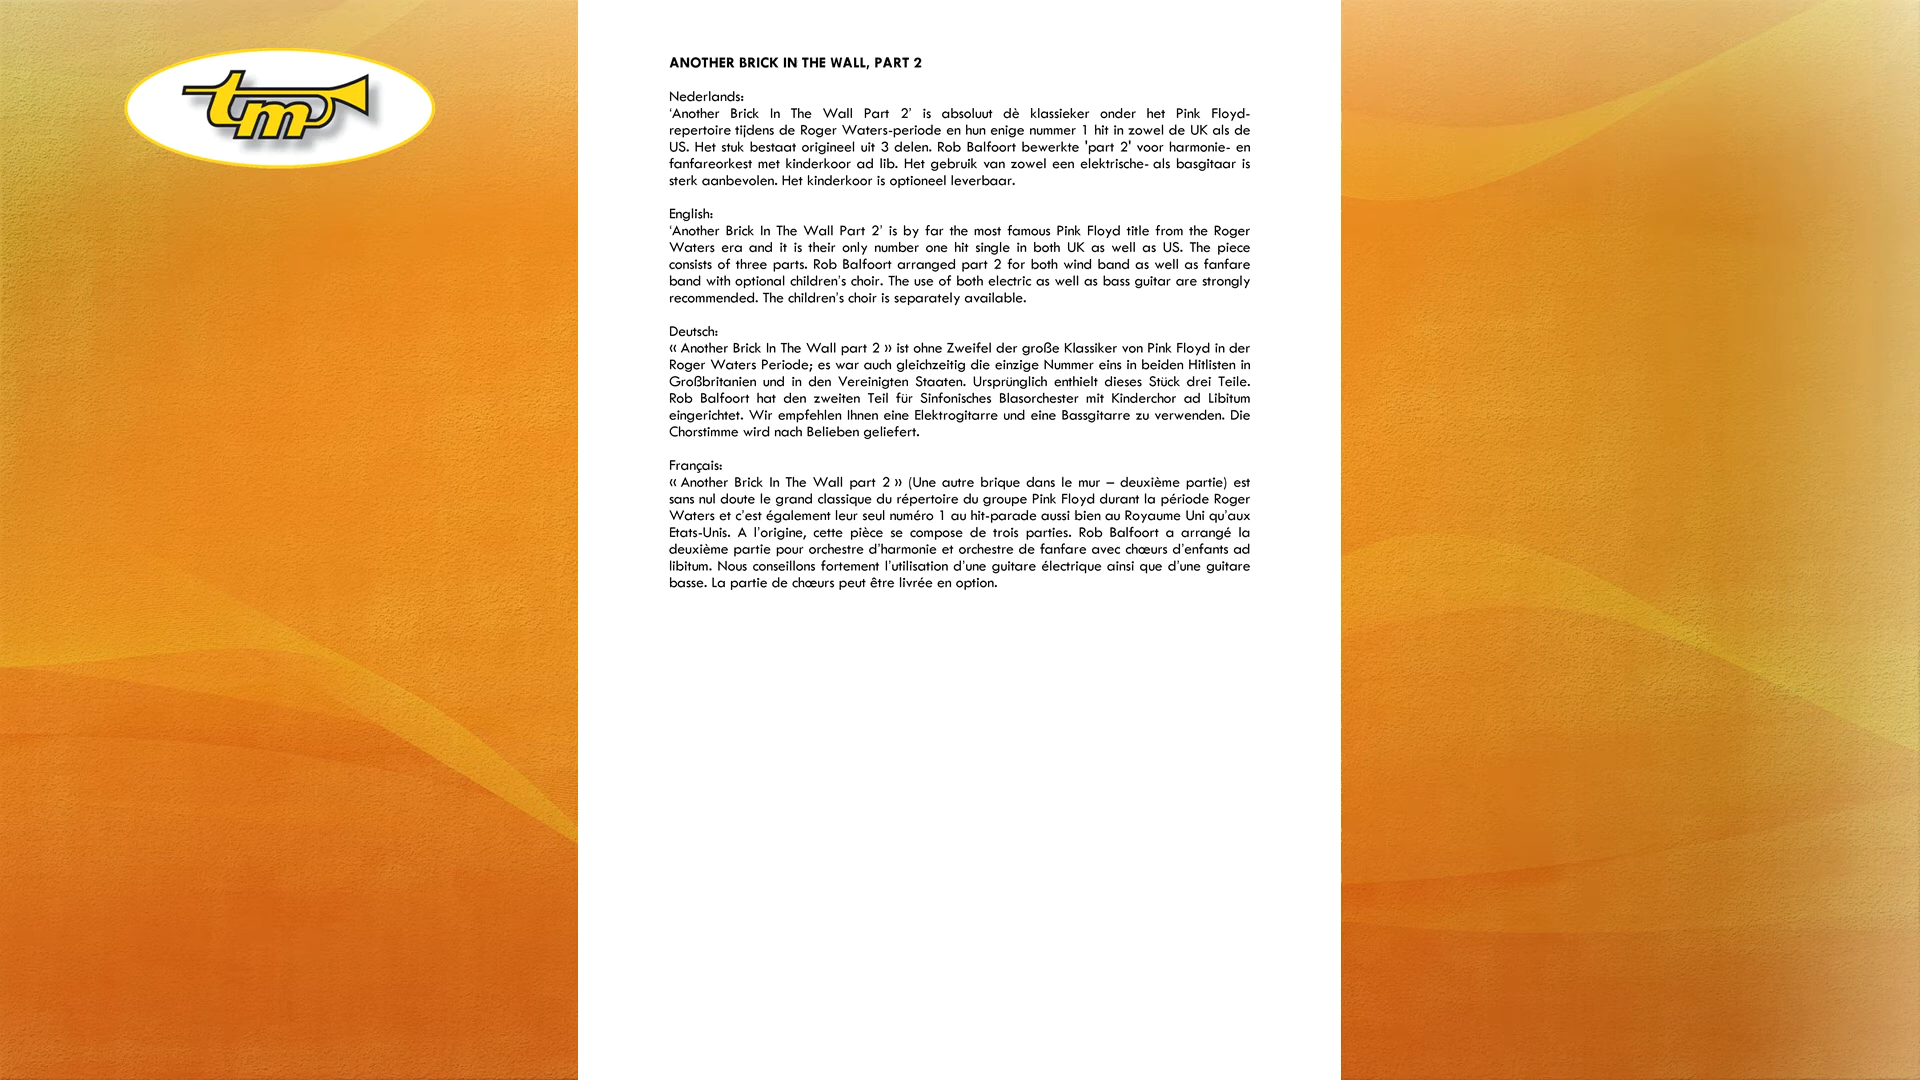 tm
ANOTHER BRICK IN THE WALL, PART 2
Nederlands:
‘Another Brick In The Wall Part 2’ is absoluut dè klassieker onder het Pink Floyd-
repertoire tijdens de Roger Waters-periode en hun enige nummer 1 hit in zowel de UK als de
US. Het stuk bestaat origineel uit 3 delen. Rob Balfoort bewerkte 'part 2' voor harmonie- en
fanfareorkest met kinderkoor ad lib. Het gebruik van zowel een elektrische- als basgitaar is
sterk aanbevolen. Het kinderkoor is optioneel leverbaar.
English:
‘Another Brick In The Wall Part 2’ is by far the most famous Pink Floyd title from the Roger
Waters era and it is their only number one hit single in both UK as well as US. The piece
consists of three parts. Rob Balfoort arranged part 2 for both wind band as well as fanfare
band with optional children’s choir. The use of both electric as well as bass guitar are strongly
recommended. The children’s choir is separately available.
Deutsch:
« Another Brick In The Wall part 2 » ist ohne Zweifel der große Klassiker von Pink Floyd in der
Roger Waters Periode; es war auch gleichzeitig die einzige Nummer eins in beiden Hitlisten in
Großbritanien und in den Vereinigten Staaten. Ursprünglich enthielt dieses Stück drei Teile.
Rob Balfoort hat den zweiten Teil für Sinfonisches Blasorchester mit Kinderchor ad Libitum
eingerichtet. Wir empfehlen Ihnen eine Elektrogitarre und eine Bassgitarre zu verwenden. Die
Chorstimme wird nach Belieben geliefert.
Français:
« Another Brick In The Wall part 2 » (Une autre brique dans le mur – deuxième partie) est
sans nul doute le grand classique du répertoire du groupe Pink Floyd durant la période Roger
Waters et c’est également leur seul numéro 1 au hit-parade aussi bien au Royaume Uni qu’aux
Etats-Unis. A l’origine, cette pièce se compose de trois parties. Rob Balfoort a arrangé la
deuxième partie pour orchestre d’harmonie et orchestre de fanfare avec chœurs d’enfants ad
libitum. Nous conseillons fortement l’utilisation d’une guitare électrique ainsi que d’une guitare
basse. La partie de chœurs peut être livrée en option.